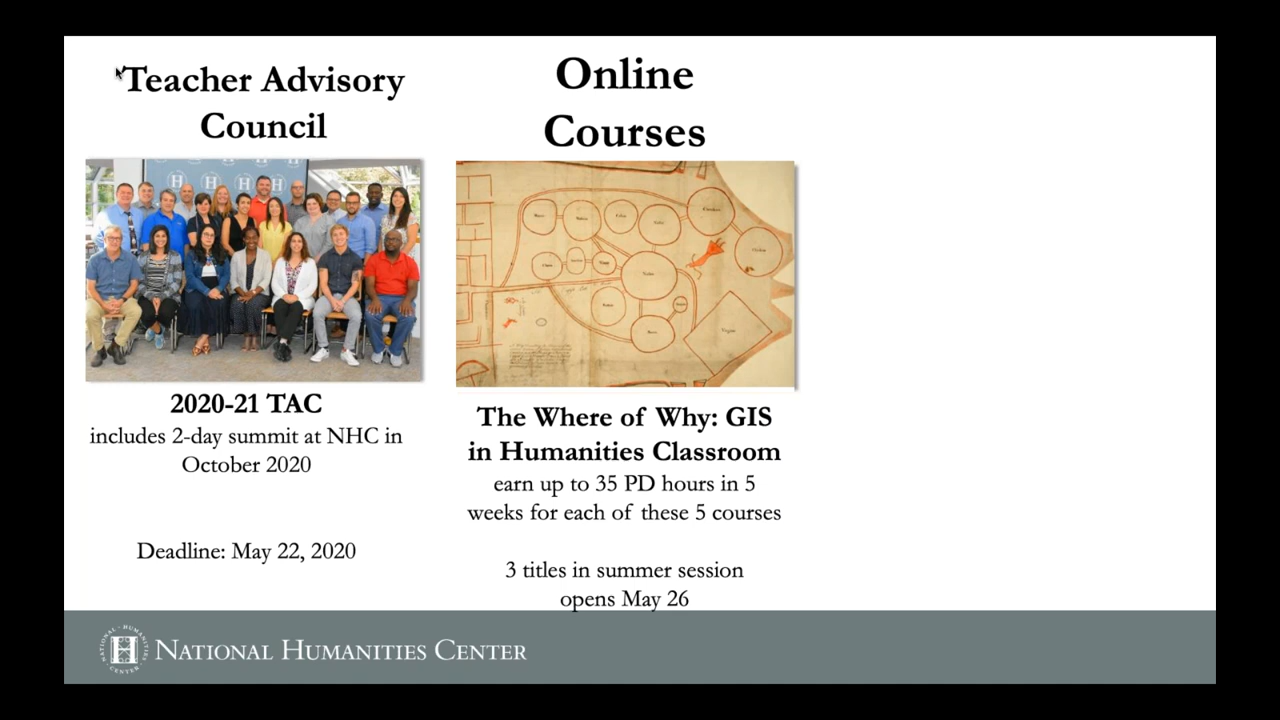 Teacher Advisory
Council
2020-21 TAC
includes 2-day summit at NHC in
October 2020
Deadline: May 22, 2020
Online
Courses
The Where of Why: GIS
in Humanities Classroom
earn up to 35 PD hours in 5
weeks for each of these 5 courses
3 titles in summer session
opens May 26
NATIONAL HUMANITIES CENTER